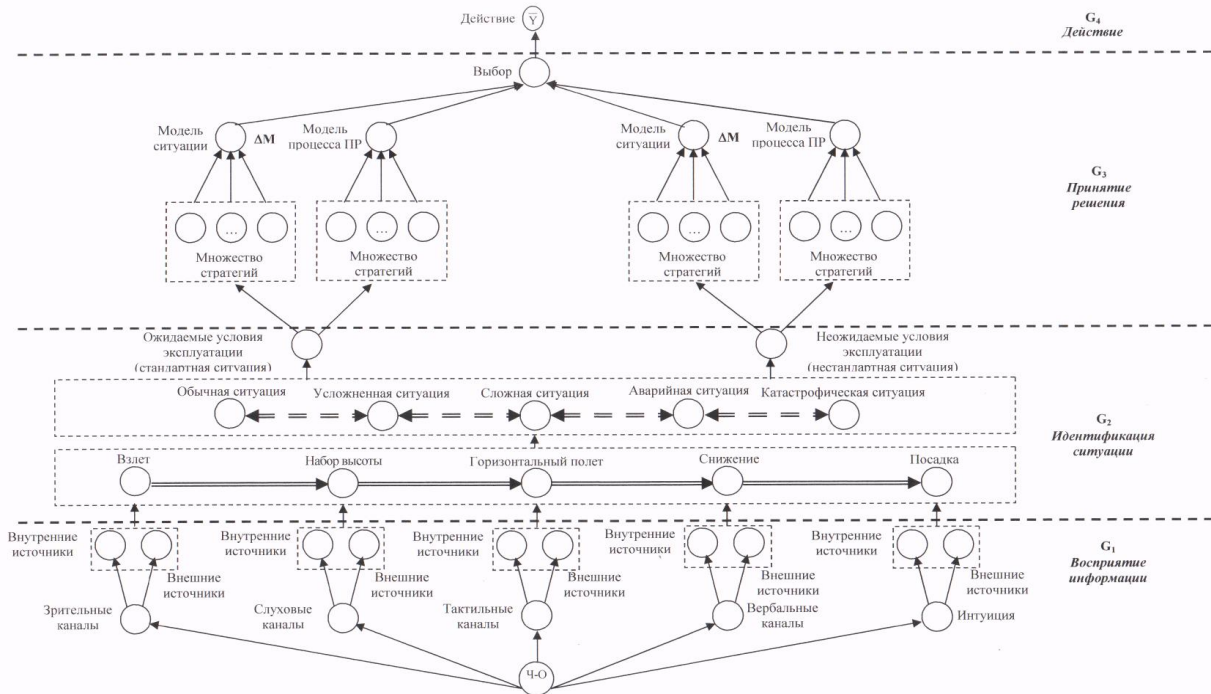 Действие
Y
G₄
Действие
Выбор
Модель
ситуации
ΔM
Модель
процесса ПР
Модель
ситуации
ΔM
Модель
процесса ПР
G₃
Принятие
решения
...
...
...
...
Множество
стратегий
Множество
стратегий
Множество
стратегий
Множество
стратегий
Ожидаемые условия
эксплуатации
(стандартная ситуация)
Неожидаемые условия
эксплуатации
(нестандартная ситуация)
Обычная ситуация
Усложненная ситуация
Сложная ситуация
Аварийная ситуация
Катастрофическая ситуация
G₂
Идентификация
ситуации
Взлет
Набор высоты
Горизонтальный полет
Снижение
Посадка
Внутренние
источники
Внутренние
источники
Внутренние
источники
Внутренние
источники
Внутренние
источники
G₁
Восприятие
информации
Внешние
источники
Внешние
источники
Внешние
источники
Внешние
источники
Внешние
источники
Зрительные
каналы
Слуховые
каналы
Тактильные
каналы
Вербальные
каналы
Интуиция
Ч-О